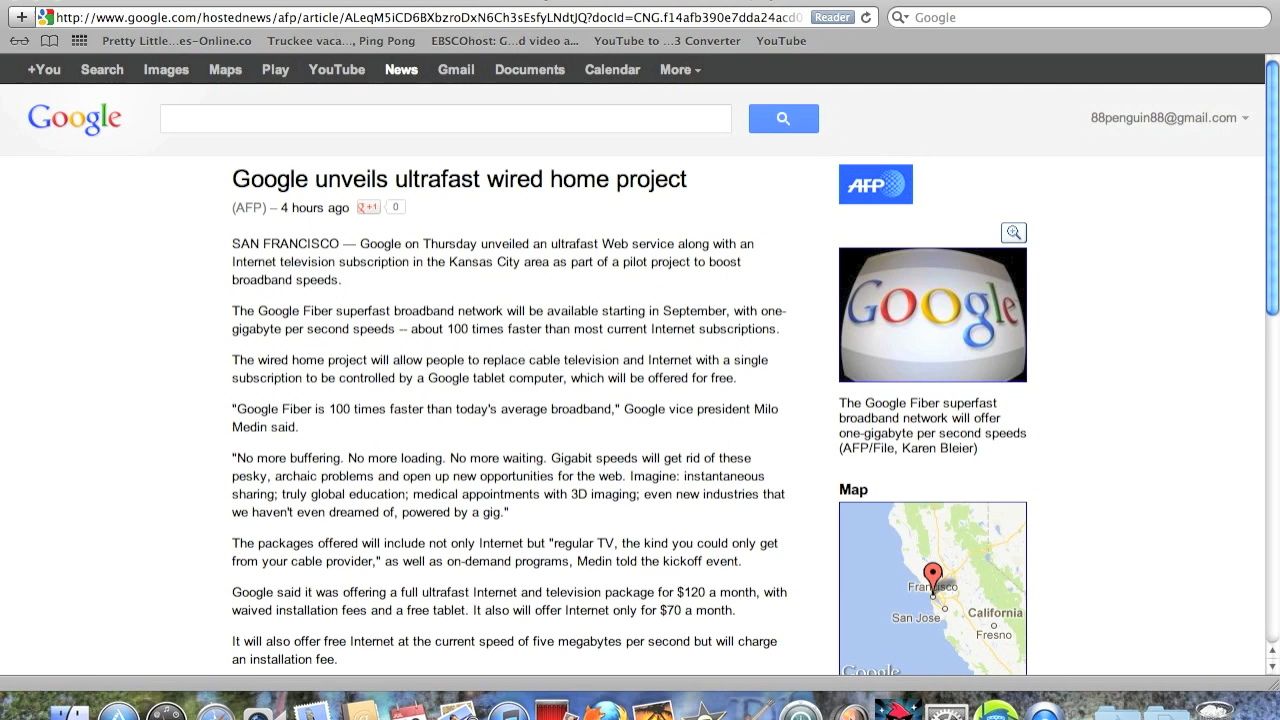 http://www.google.com/hostednews/afp/article/ALeqM5iCD6BXbzroDxN6Ch3sEsfyLNdtJQ?docId=CNG.f14afb390e7dda24acd0
Reader
Google
Pretty Little...es-Online.co
Truckee vaca..., Ping Pong
EBSCOhost: G...d video a...
YouTube to ...3 Converter
YouTube
+You Search Images Maps Play YouTube News Gmail Documents Calendar More
Google
88penguin88@gmail.com
Google unveils ultrafast wired home project
(AFP) – 4 hours ago +1 0
SAN FRANCISCO — Google on Thursday unveiled an ultrafast Web service along with an
Internet television subscription in the Kansas City area as part of a pilot project to boost
broadband speeds.
The Google Fiber superfast broadband network will be available starting in September, with one-
gigabyte per second speeds -- about 100 times faster than most current Internet subscriptions.
The wired home project will allow people to replace cable television and Internet with a single
subscription to be controlled by a Google tablet computer, which will be offered for free.
"Google Fiber is 100 times faster than today's average broadband," Google vice president Milo
Medin said.
"No more buffering. No more loading. No more waiting. Gigabit speeds will get rid of these
pesky, archaic problems and open up new opportunities for the web. Imagine: instantaneous
sharing; truly global education; medical appointments with 3D imaging; even new industries that
we haven't even dreamed of, powered by a gig."
The packages offered will include not only Internet but "regular TV, the kind you could only get
from your cable provider," as well as on-demand programs, Medin told the kickoff event.
Google said it was offering a full ultrafast Internet and television package for $120 a month, with
waived installation fees and a free tablet. It also will offer Internet only for $70 a month.
It will also offer free Internet at the current speed of five megabytes per second but will charge
an installation fee.
AFP
Google
The Google Fiber superfast
broadband network will offer
one-gigabyte per second speeds
(AFP/File, Karen Bleier)
Map
Francisco
San Jose
California
Fresno
Google